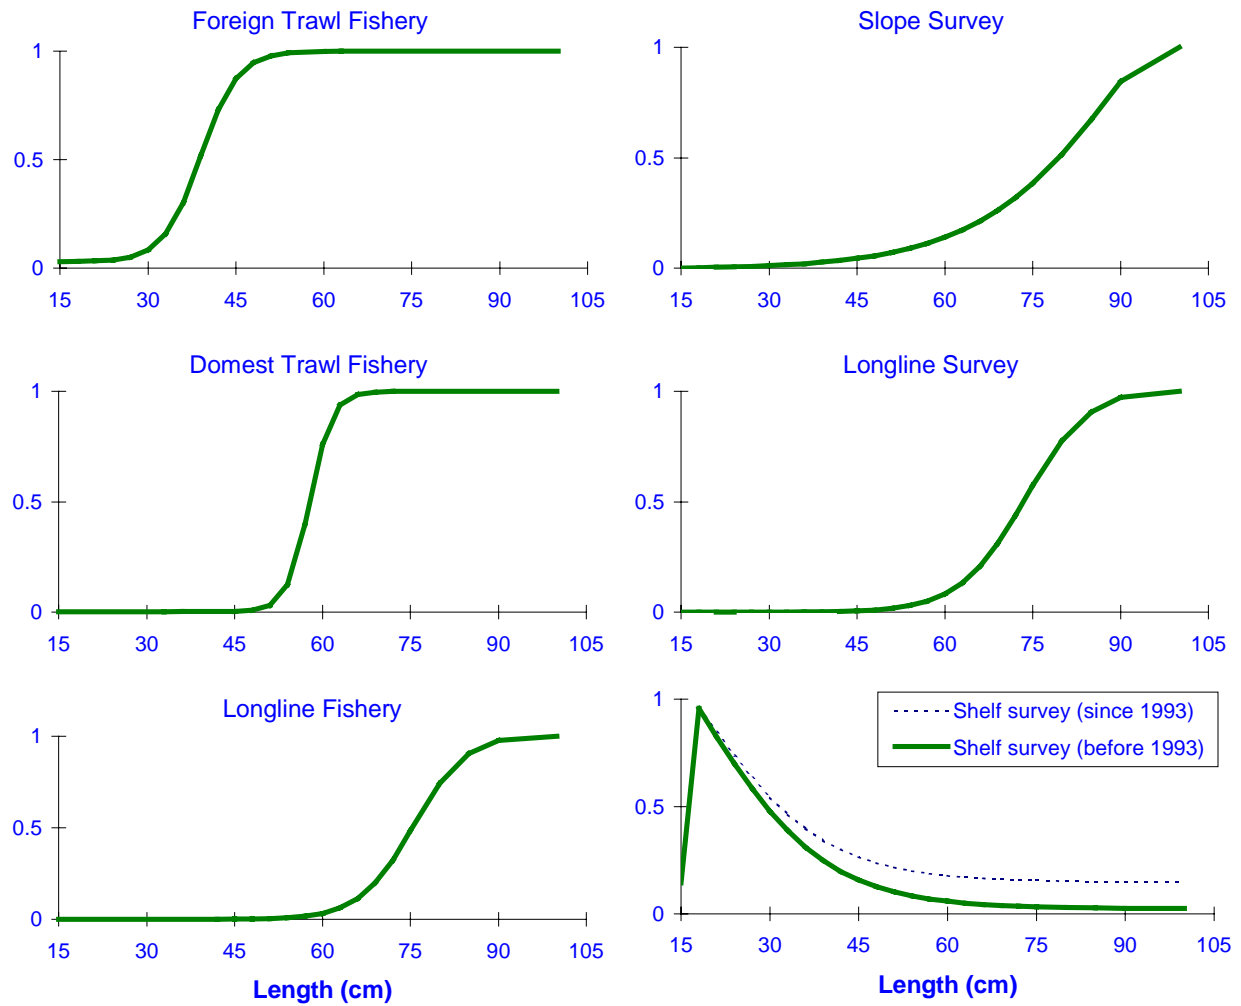 Foreign Trawl Fishery
1
0.5
0
15 30 45 60 75 90 105
Slope Survey
1
0.5
0
15 30 45 60 75 90 105
Domest Trawl Fishery
1
0.5
0
15 30 45 60 75 90 105
Longline Survey
1
0.5
0
15 30 45 60 75 90 105
Longline Fishery
1
0.5
0
15 30 45 60 75 90 105
Length (cm)
Shelf survey (since 1993)
Shelf survey (before 1993)
1
0.5
0
15 30 45 60 75 90 105
Length (cm)